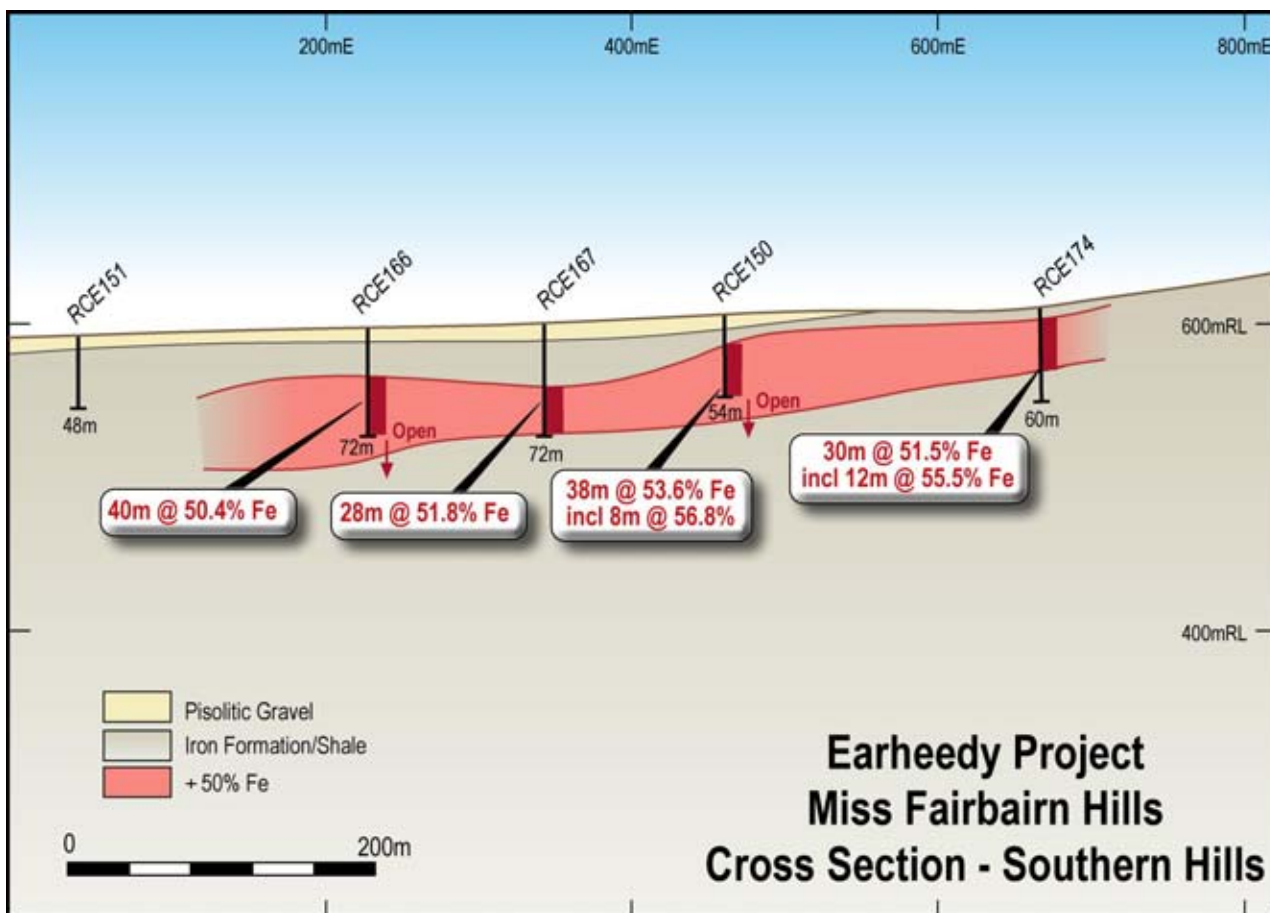 200mE
400mE
600mE
800mE
RCE151
RCE166
RCE167
RCE150
RCE174
600mRL
48m
72m
Open
72m
54m
Open
60m
40m @ 50.4% Fe
28m @ 51.8% Fe
38m @ 53.6% Fe
incl 8m @ 56.8%
30m @ 51.5% Fe
incl 12m @ 55.5% Fe
400mRL
Pisolitic Gravel
Iron Formation/Shale
+ 50% Fe
0
200m
Earheedy Project
Miss Fairbairn Hills
Cross Section - Southern Hills